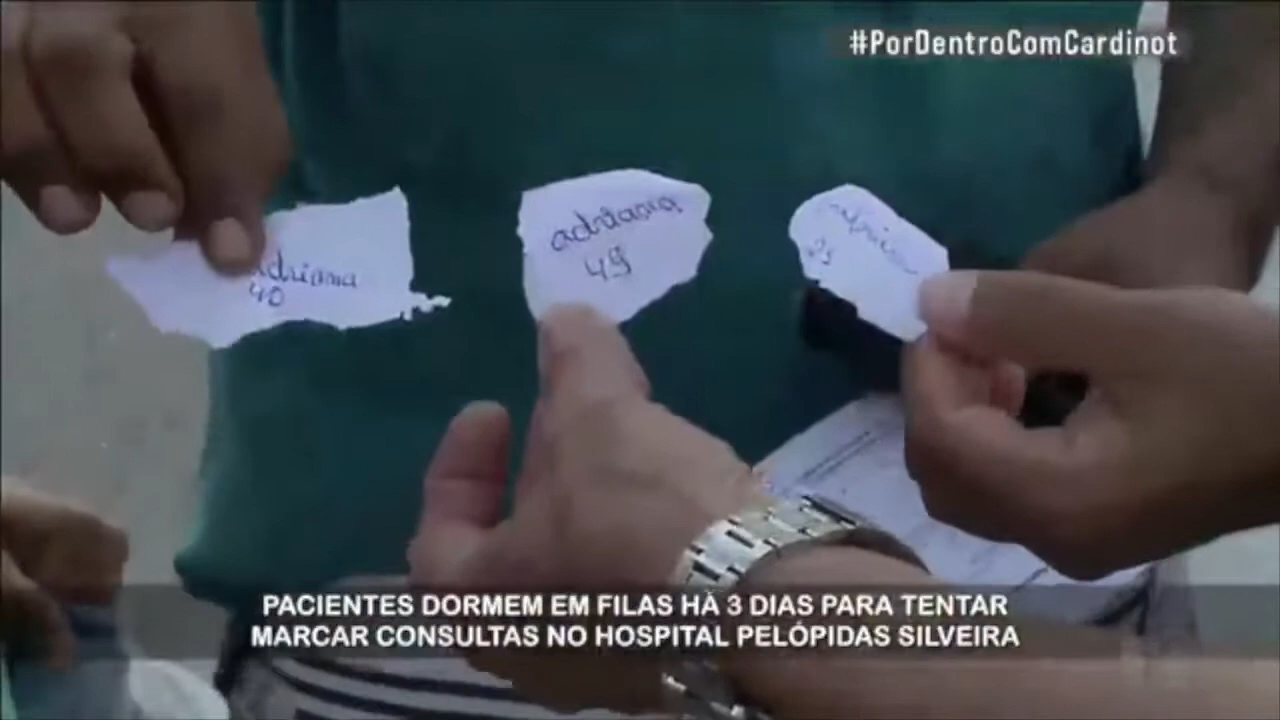 #PorDentroComCardinot
adriana
40
adriana
49
PACIENTES DORMEM EM FILAS HÁ 3 DIAS PARA TENTAR
MARCAR CONSULTAS NO HOSPITAL PELÓPIDAS SILVEIRA